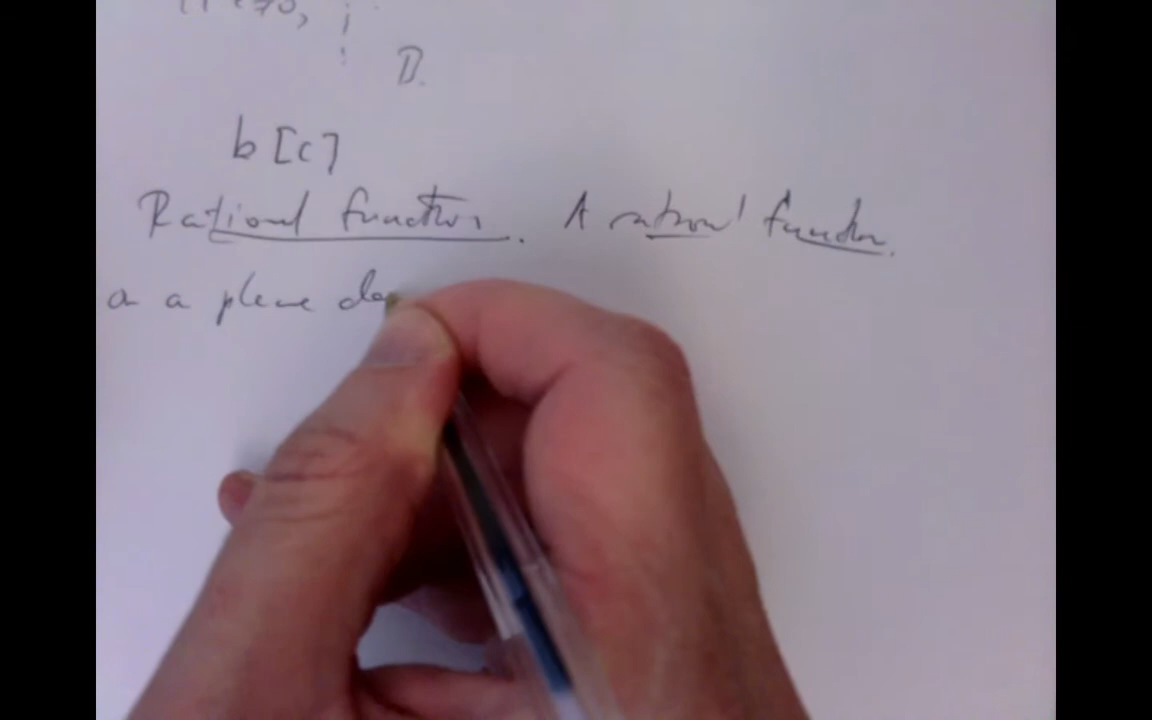 b [c]
Rational function. A rational function.
on a plane